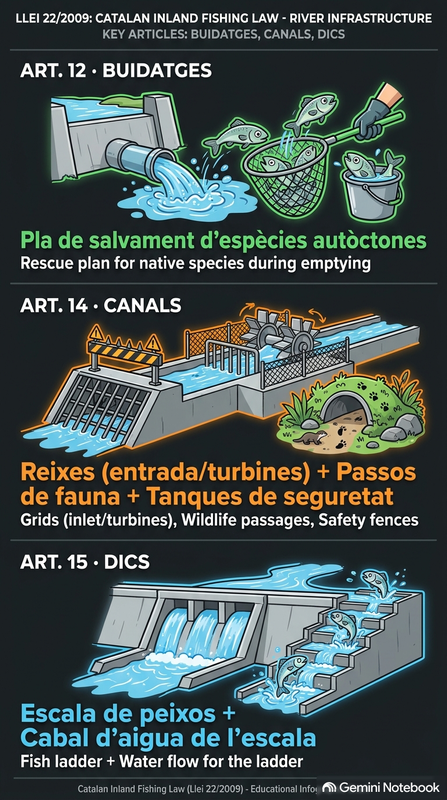 LLEI 22/2009: CATALAN INLAND FISHING LAW - RIVER INFRASTRUCTURE
KEY ARTICLES: BUIDATGES, CANALS, DICS
ART. 12 · BUIDATGES
Pla de salvament d'espècies autòctones
Rescue plan for native species during emptying
ART. 14 · CANALS
Reixes (entrada/turbines) + Passos
de fauna + Tanques de seguretat
Grids (inlet/turbines), Wildlife passages, Safety fences
ART. 15 · DICS
Escala de peixos +
Cabal d'aigua de l'escala
Fish ladder + Water flow for the ladder
Catalan Inland Fishing Law (Llei 22/2009) - Educational
Gemini Notebook